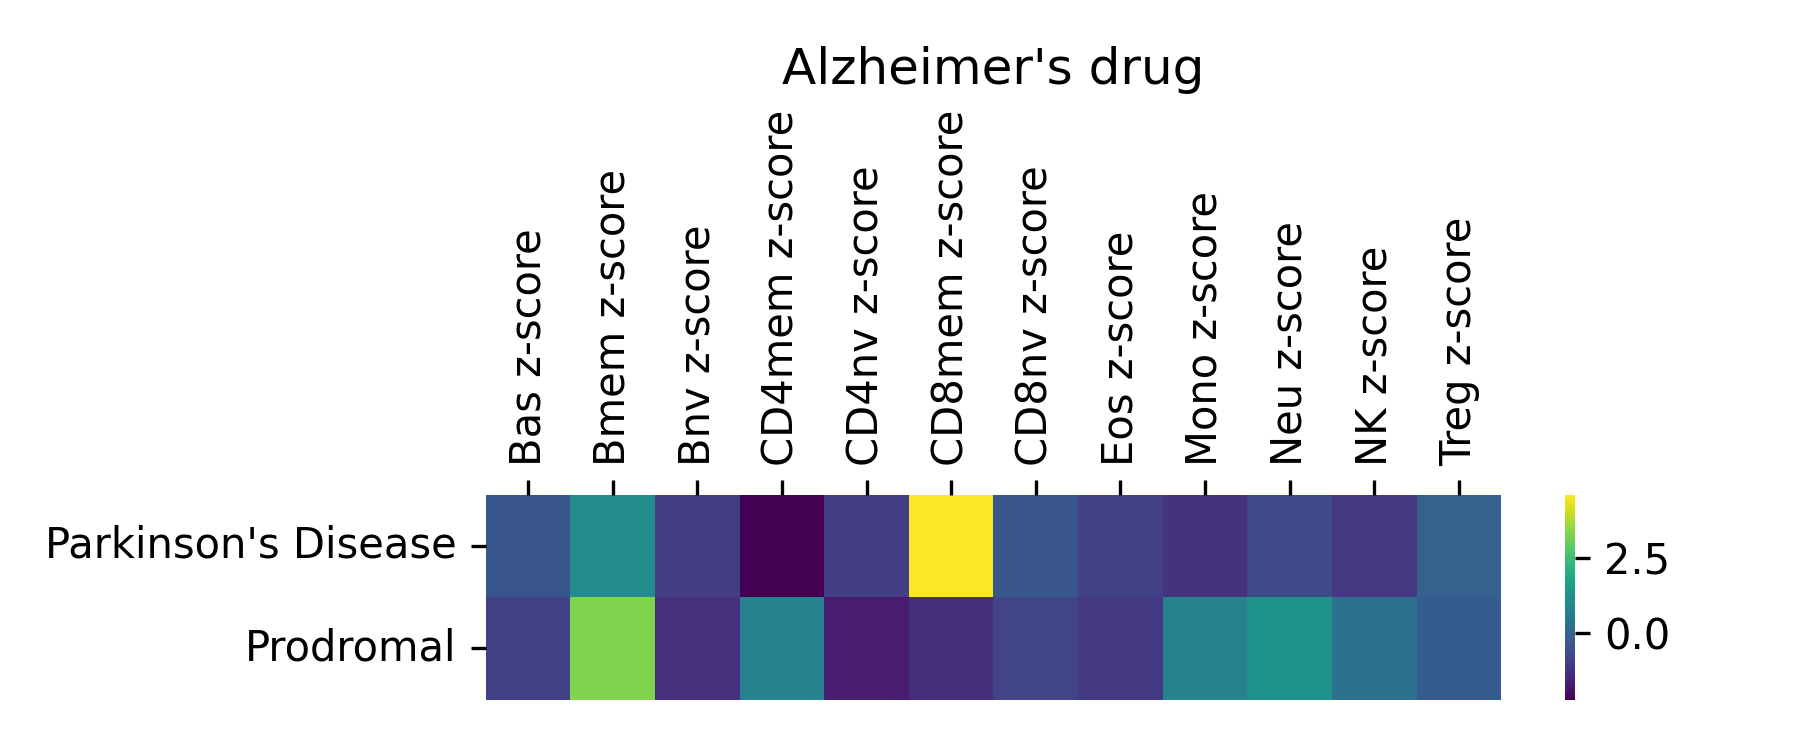 Alzheimer's drug
Bas z-score
Bmem z-score
Bnv z-score
CD4mem z-score
CD4nv z-score
CD8mem z-score
CD8nv z-score
Eos z-score
Mono z-score
Neu z-score
NK z-score
Treg z-score
Parkinson's Disease
Prodromal
2.5
0.0